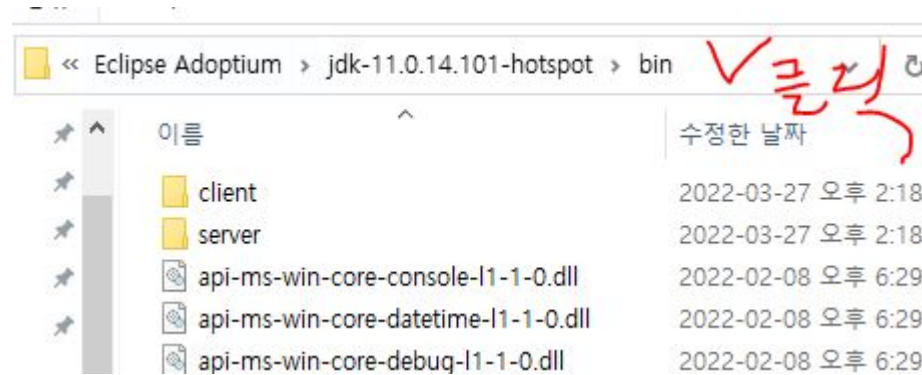 « Eclipse Adoptium › jdk-11.0.14.101-hotspot › bin
클릭
이름 수정한 날짜
client 2022-03-27 오후 2:18
server 2022-03-27 오후 2:18
api-ms-win-core-console-l1-1-0.dll 2022-02-08 오후 6:29
api-ms-win-core-datetime-l1-1-0.dll 2022-02-08 오후 6:29
api-ms-win-core-debug-l1-1-0.dll 2022-02-08 오후 6:29